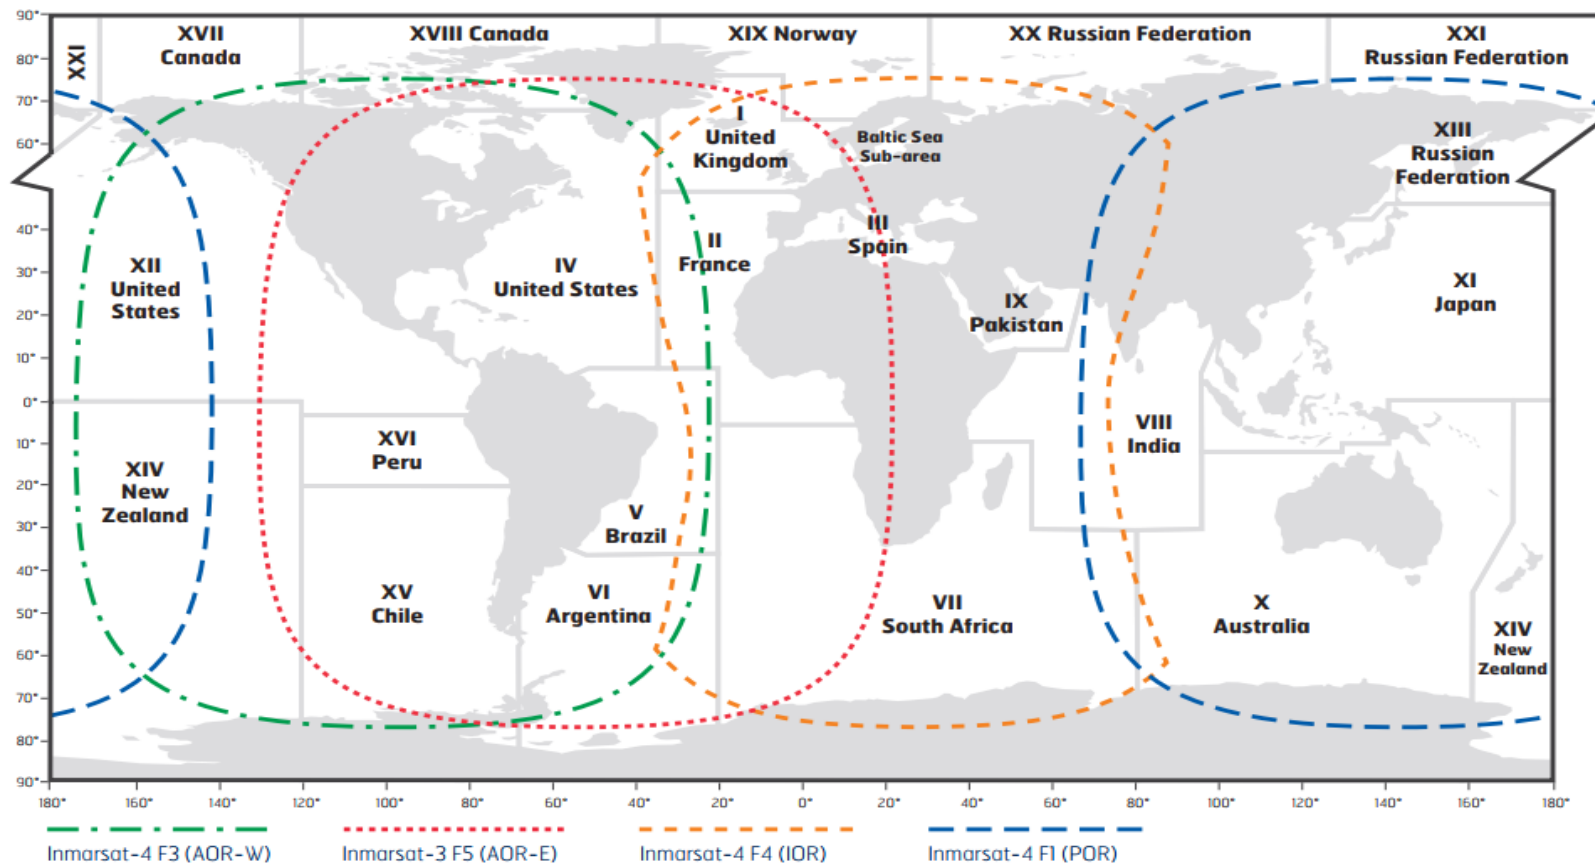 90°
XXI
XVII
Canada
XVIII Canada
XIX Norway
XX Russian Federation
XXI
Russian Federation
80°
70°
60°
I
United
Kingdom
Baltic Sea
Sub-area
XIII
Russian
Federation
40°
30°
20°
10°
0°
10°
20°
30°
40°
50°
60°
70°
80°
90°
XII
United
States
IV
United States
II
France
III
Spain
IX
Pakistan
XI
Japan
XIV
New
Zealand
XVI
Peru
V
Brazil
VIII
India
XV
Chile
VI
Argentina
VII
South Africa
X
Australia
XIV
New
Zealand
180° 160° 140° 120° 100° 80° 60° 40° 20° 0° 20° 40° 60° 80° 100° 120° 140° 160° 180°
Inmarsat-4 F3 (AOR-W)
Inmarsat-3 F5 (AOR-E)
Inmarsat-4 F4 (IOR)
Inmarsat-4 F1 (POR)